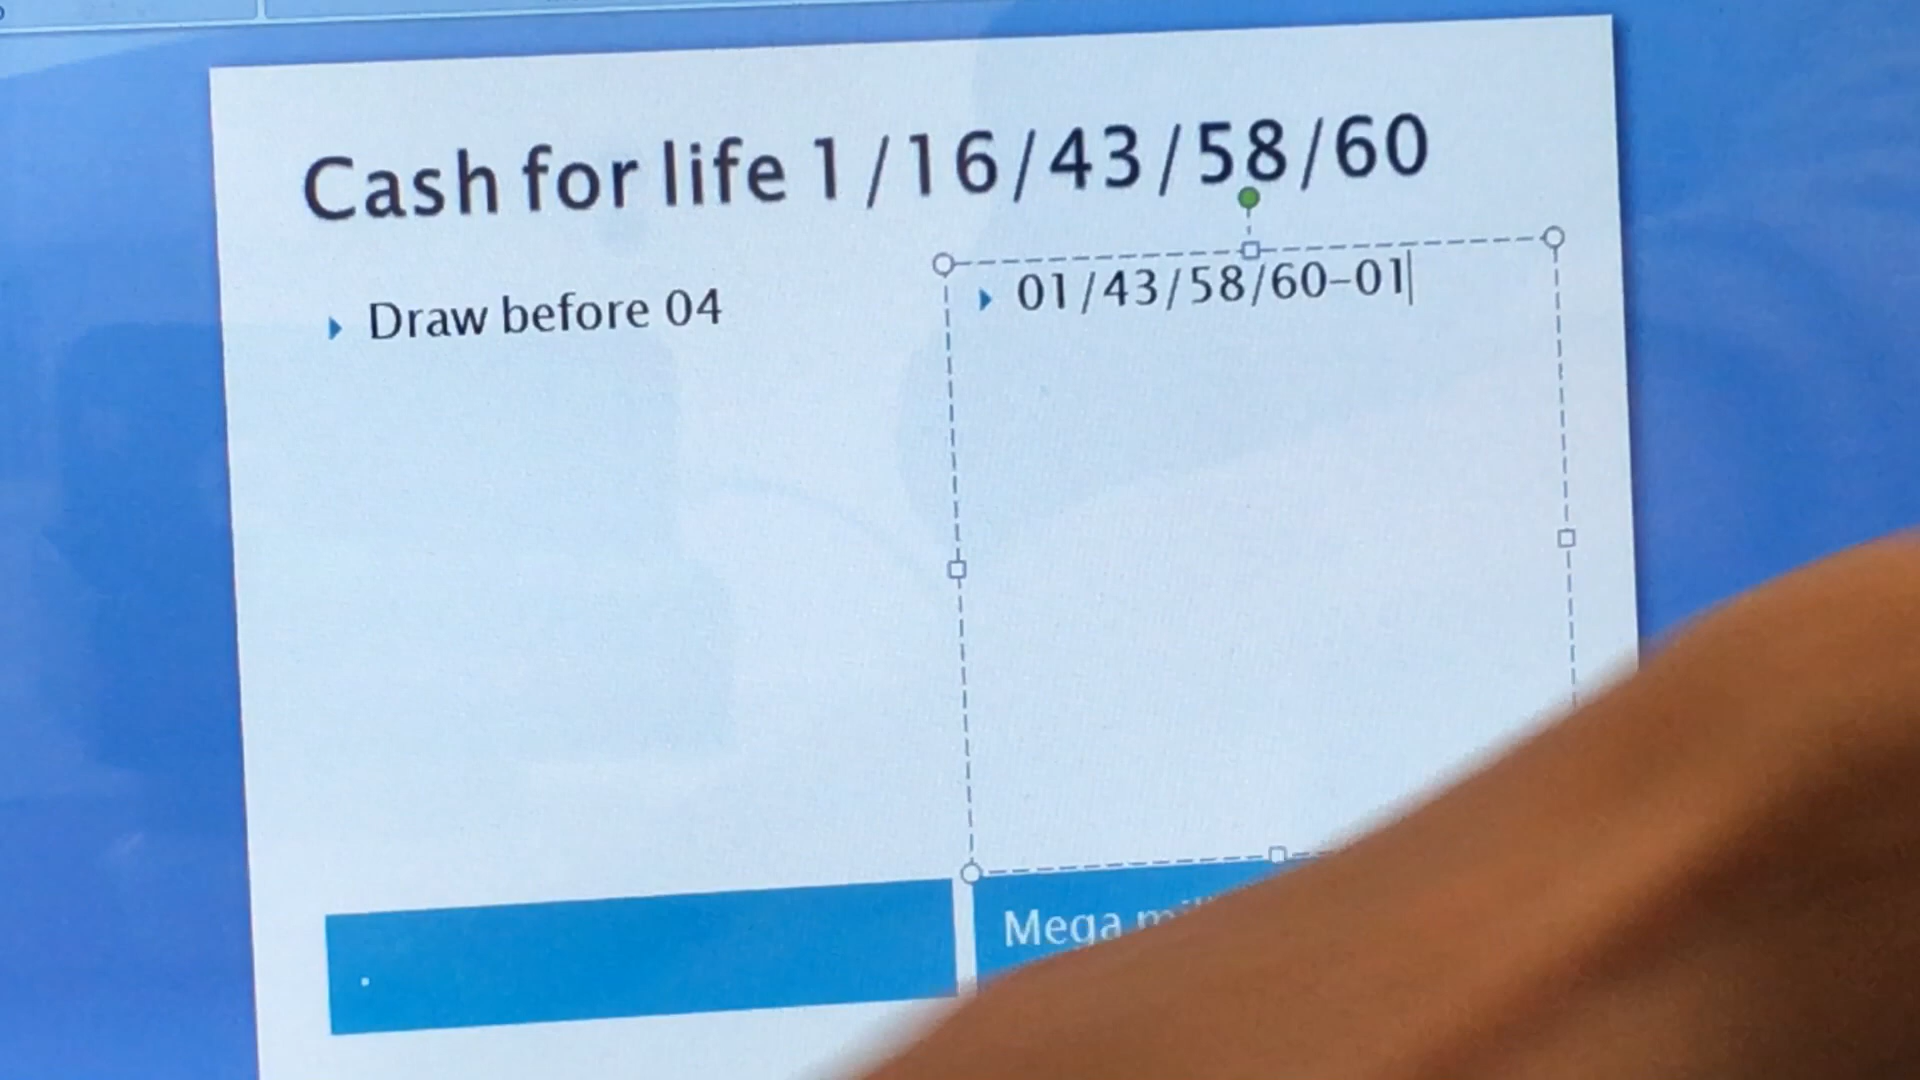 Cash for life 1/16/43/58/60
Draw before 04
01/43/58/60-01
Mega
.